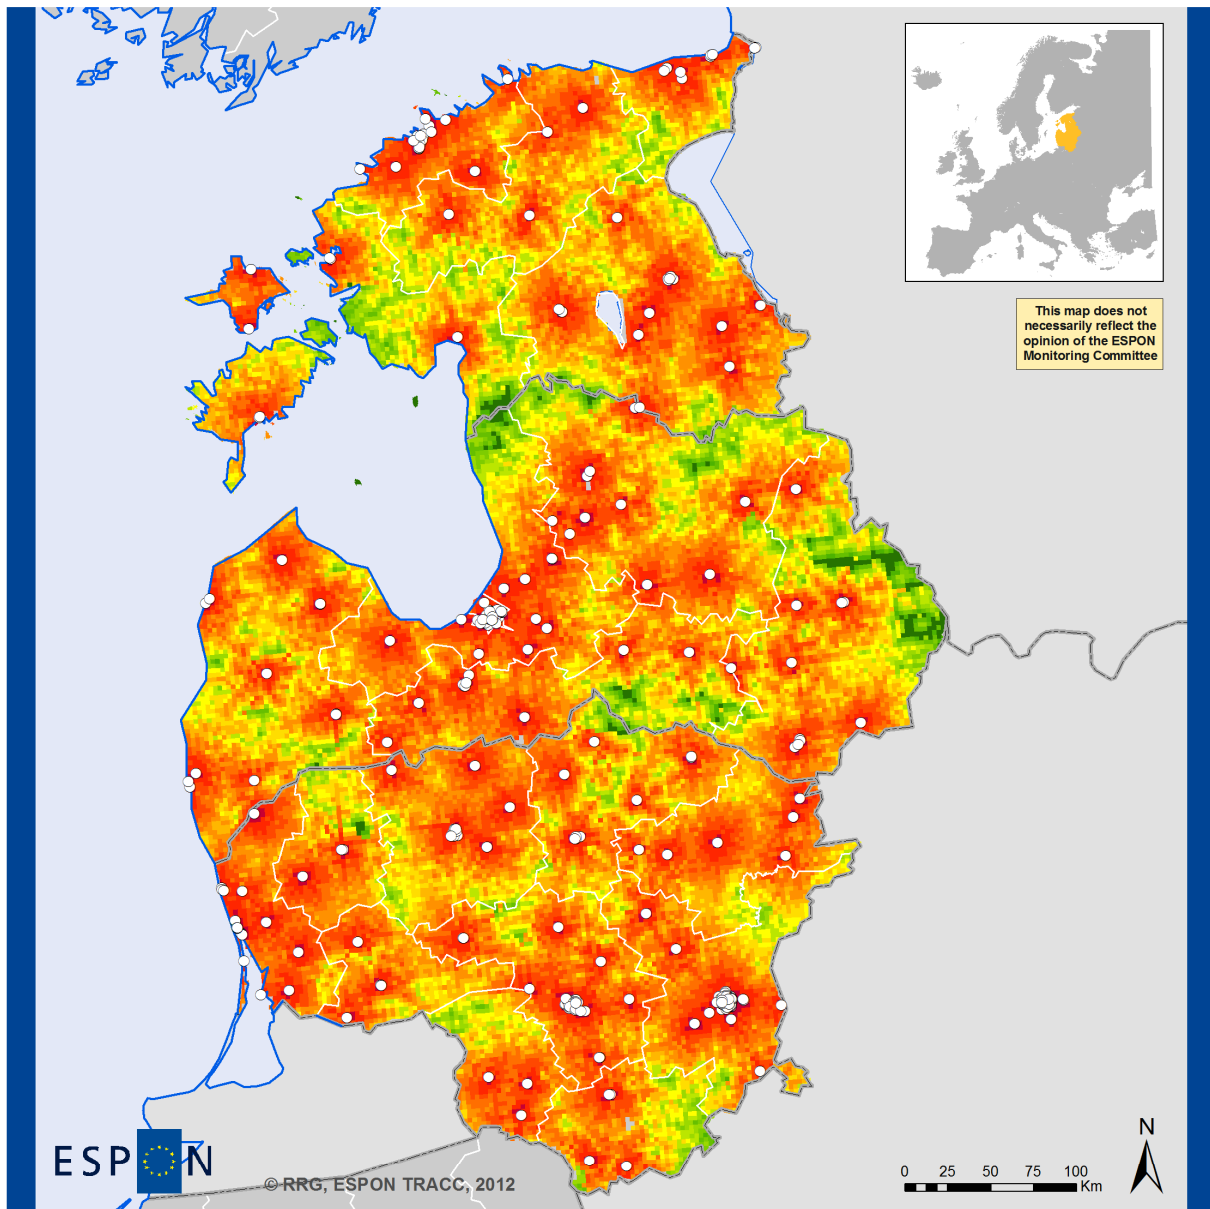 This map does not
necessarily reflect the
opinion of the ESPON
Monitoring Committee
N
0 25 50 75 100
Km
ESPON
© RRG, ESPON TRACC, 2012